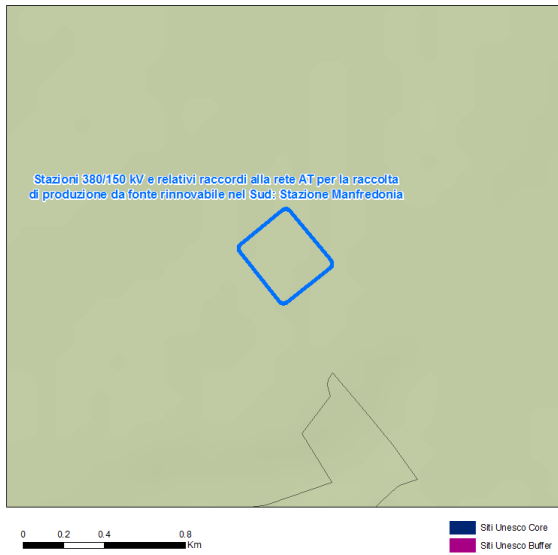 Stazioni 380/150 kV e relativi raccordi alla rete AT per la raccolta
di produzione da fonte rinnovabile nel Sud: Stazione Manfredonia
0 0.2 0.4 0.8
Km
Siti Unesco Core
Siti Unesco Buffer